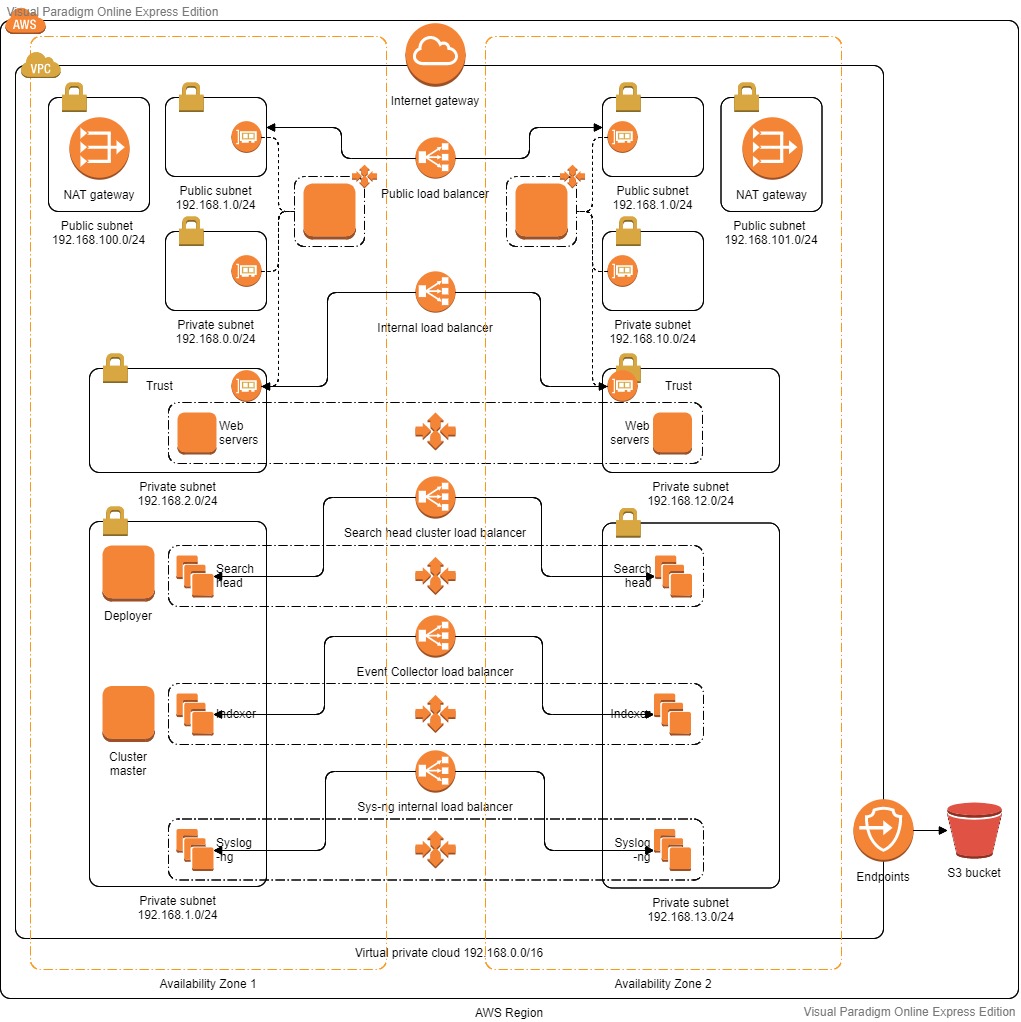 Visual Paradigm Online Express Edition
AWS
VPC
Internet gateway
NAT gateway
Public subnet
192.168.100.0/24
Public subnet
192.168.1.0/24
Public load balancer
Public subnet
192.168.1.0/24
NAT gateway
Public subnet
192.168.101.0/24
Private subnet
192.168.0.0/24
Internal load balancer
Private subnet
192.168.10.0/24
Trust
Web
servers
Private subnet
192.168.2.0/24
Trust
Web
servers
Private subnet
192.168.12.0/24
Search head cluster load balancer
Deployer
Search
head
Search
head
Event Collector load balancer
Cluster
master
Indexer
Indexer
Sys-ng internal load balancer
Syslog
-ng
Syslog
-ng
Private subnet
192.168.1.0/24
Private subnet
192.168.13.0/24
Endpoints
S3 bucket
Virtual private cloud 192.168.0.0/16
Availability Zone 1
Availability Zone 2
AWS Region
Visual Paradigm Online Express Edition